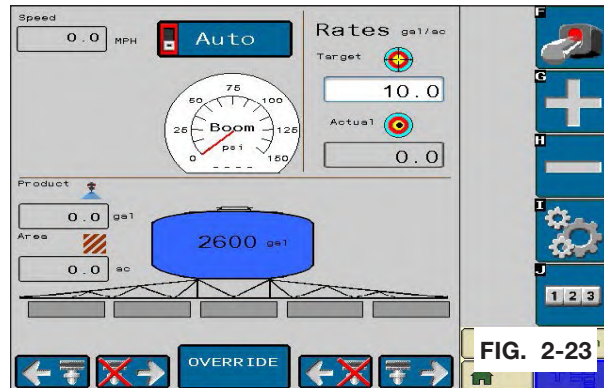 Speed
0.0 MPH
Auto
Rates gal/ac
Target
10.0
Actual
0.0
0
25
50
75
100
125
150
Boom
psi
Product
0.0 gal
Area
0.0 ac
2600 gal
OVERRIDE
F
G
H
I
J
1 2 3
FIG. 2-23